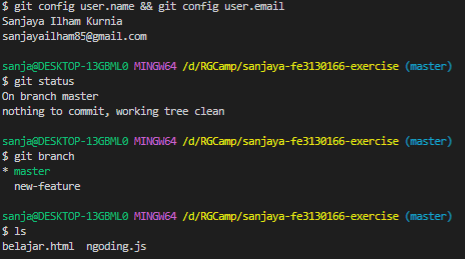 $ git config user.name && git config user.email
Sanjaya Ilham Kurnia
sanjayailham85@gmail.com
sanja@DESKTOP-13GBML0 MINGW64 /d/RGCamp/sanjaya-fe3130166-exercise (master)
$ git status
On branch master
nothing to commit, working tree clean
sanja@DESKTOP-13GBML0 MINGW64 /d/RGCamp/sanjaya-fe3130166-exercise (master)
$ git branch
* master
  new-feature
sanja@DESKTOP-13GBML0 MINGW64 /d/RGCamp/sanjaya-fe3130166-exercise (master)
$ ls
belajar.html  ngoding.js